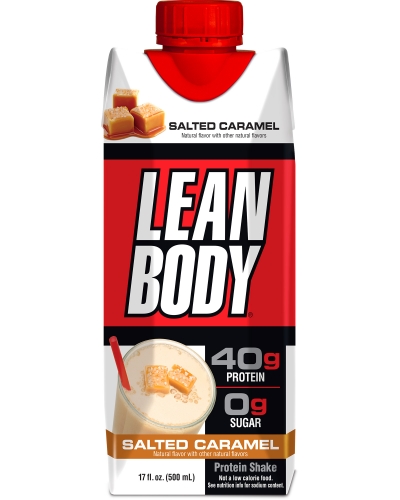 SALTED CARAMEL
Natural flavor with other natural flavors
LEAN
BODY®
40g
PROTEIN
0g
SUGAR
SALTED CARAMEL
Natural flavor with other natural flavors
17 fl. oz. (500 mL)
Protein Shake
Not a low calorie food.
See nutrition info for sodium content.